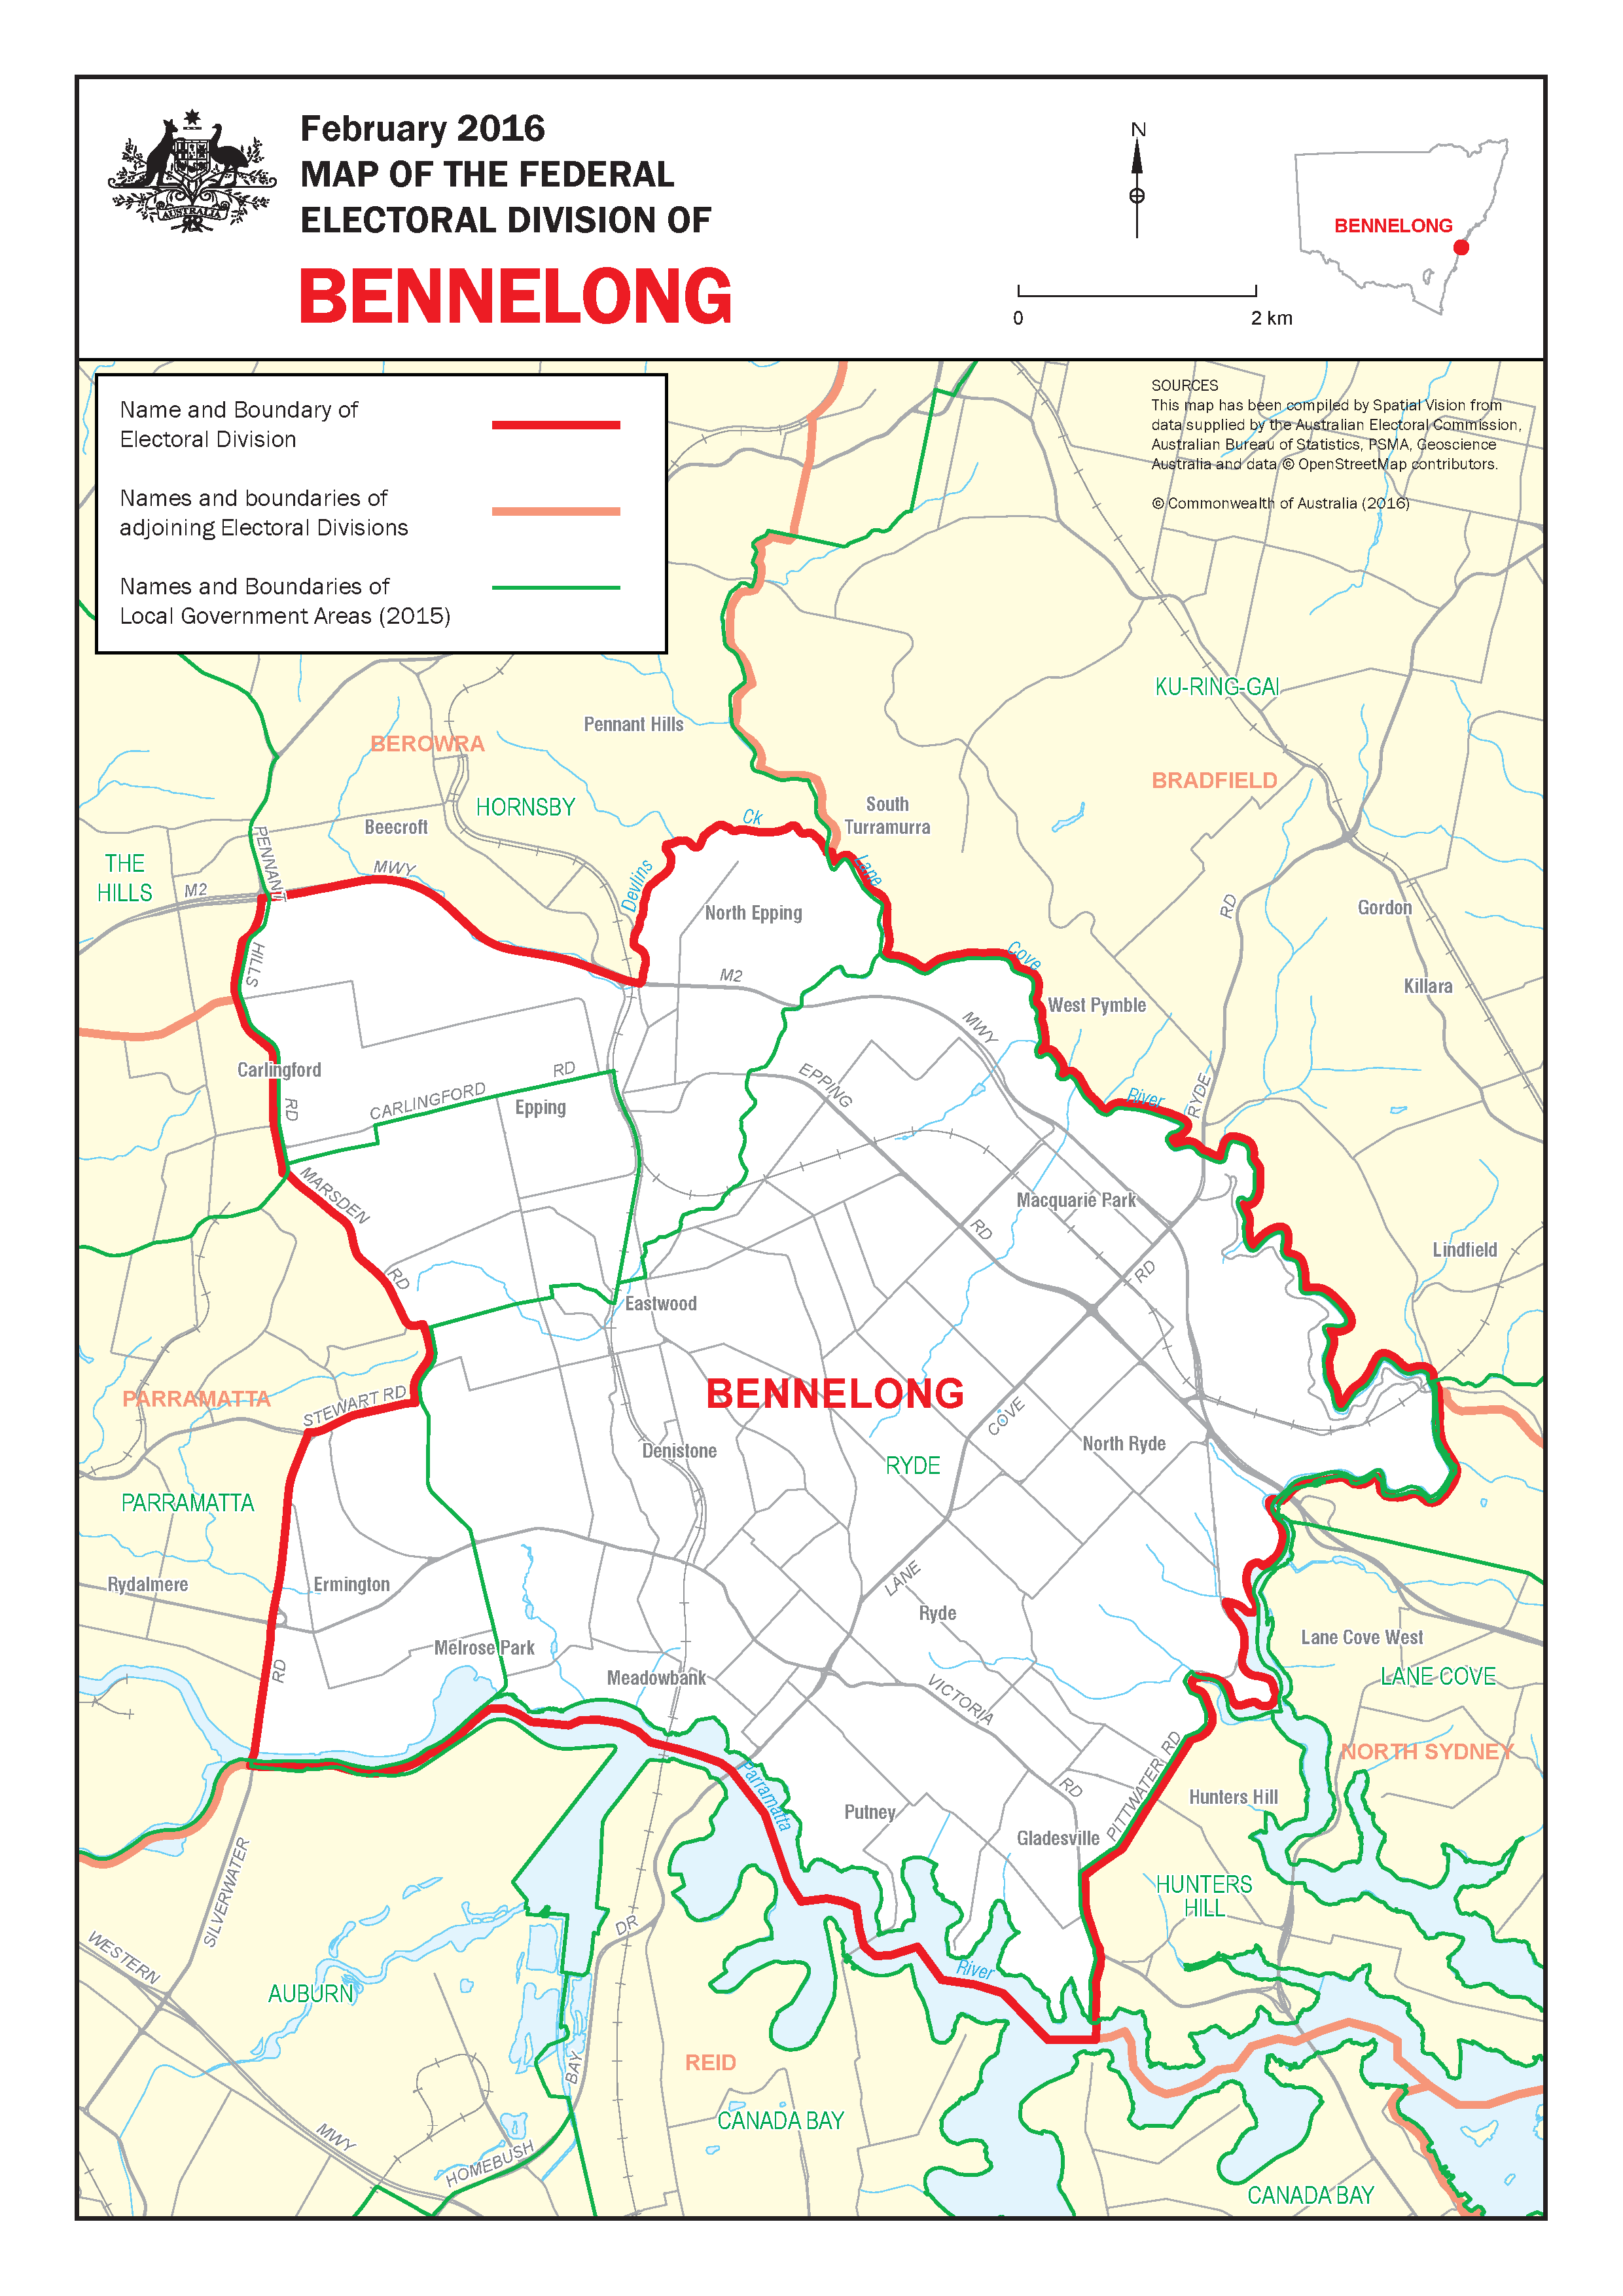 February 2016
MAP OF THE FEDERAL
ELECTORAL DIVISION OF
BENNELONG
AUSTRALIA
N
0
2 km
BENNELONG
Name and Boundary of
Electoral Division
Names and boundaries of
adjoining Electoral Divisions
Names and Boundaries of
Local Government Areas (2015)
SOURCES
This map has been compiled by Spatial Vision from
data supplied by the Australian Electoral Commission,
Australian Bureau of Statistics, PSMA, Geoscience
Australia and data © OpenStreetMap contributors.
© Commonwealth of Australia (2016)
KU-RING-GAI
Pennant Hills
BEROWRA
BRADFIELD
HORNSBY
South
Turramurra
Beecroft
Ck
THE
HILLS
M2
PENNANT
MWY
Devlins
Lane
North Epping
RD
Gordon
HILLS
M2
Cove
Killara
West Pymble
MWY
Carlingford
RD
CARLINGFORD
RD
Epping
EPPING
River
RYDE
MARSDEN
Macquarie Park
RD
RD
RD
Lindfield
Eastwood
BENNELONG
PARRAMATTA
STEWART RD
COVE
Denistone
North Ryde
RYDE
PARRAMATTA
Rydalmere
Ermington
LANE
Ryde
Lane Cove West
Melrose Park
RD
Meadowbank
LANE COVE
VICTORIA
NORTH SYDNEY
Parramatta
RD
PITTWATER RD
Hunters Hill
Putney
Gladesville
SILVERWATER
HUNTERS
HILL
DR
WESTERN
River
AUBURN
REID
BAY
CANADA BAY
MWY
HOMEBUSH
CANADA BAY